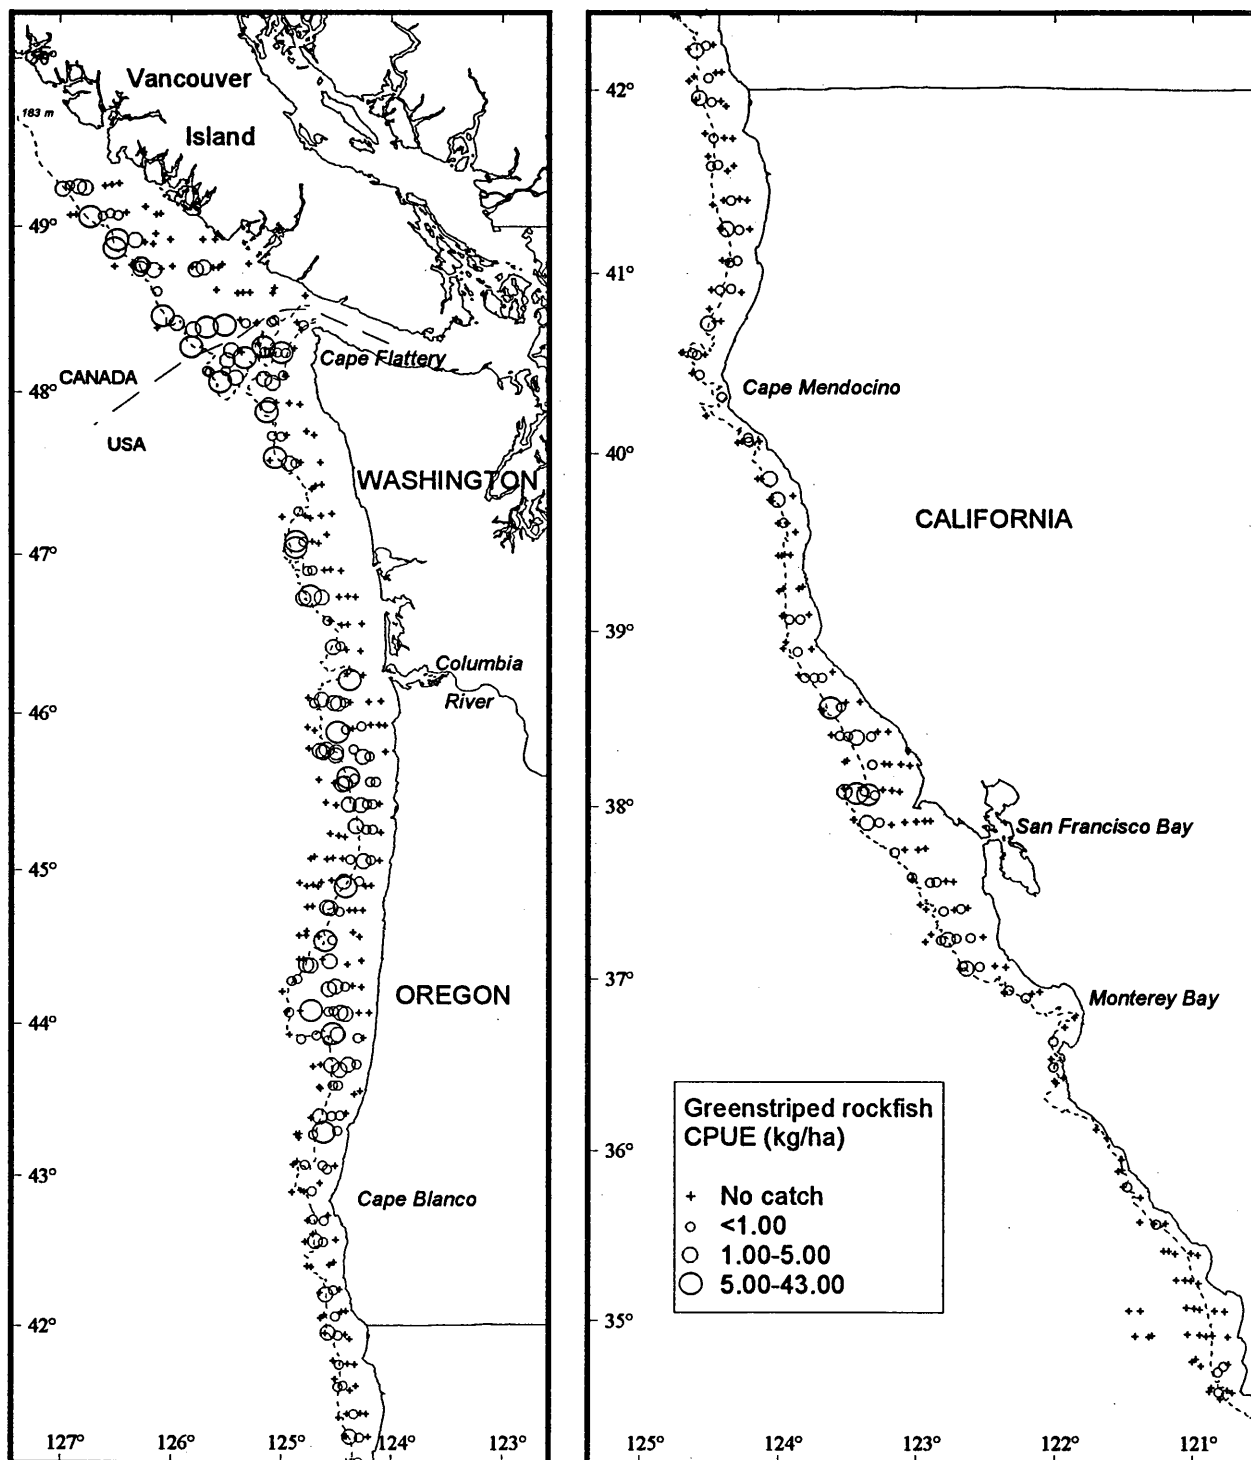 Vancouver
Island
183 m
49°
CANADA
48°
USA
Cape Flattery
WASHINGTON
47°
Columbia
River
46°
45°
OREGON
44°
43°
Cape Blanco
42°
127°
126°
125°
124°
123°
42°
41°
Cape Mendocino
40°
CALIFORNIA
39°
38°
San Francisco Bay
37°
Monterey Bay
36°
35°
Greenstriped rockfish
CPUE (kg/ha)
+ No catch
<1.00
1.00-5.00
5.00-43.00
125°
124°
123°
122°
121°